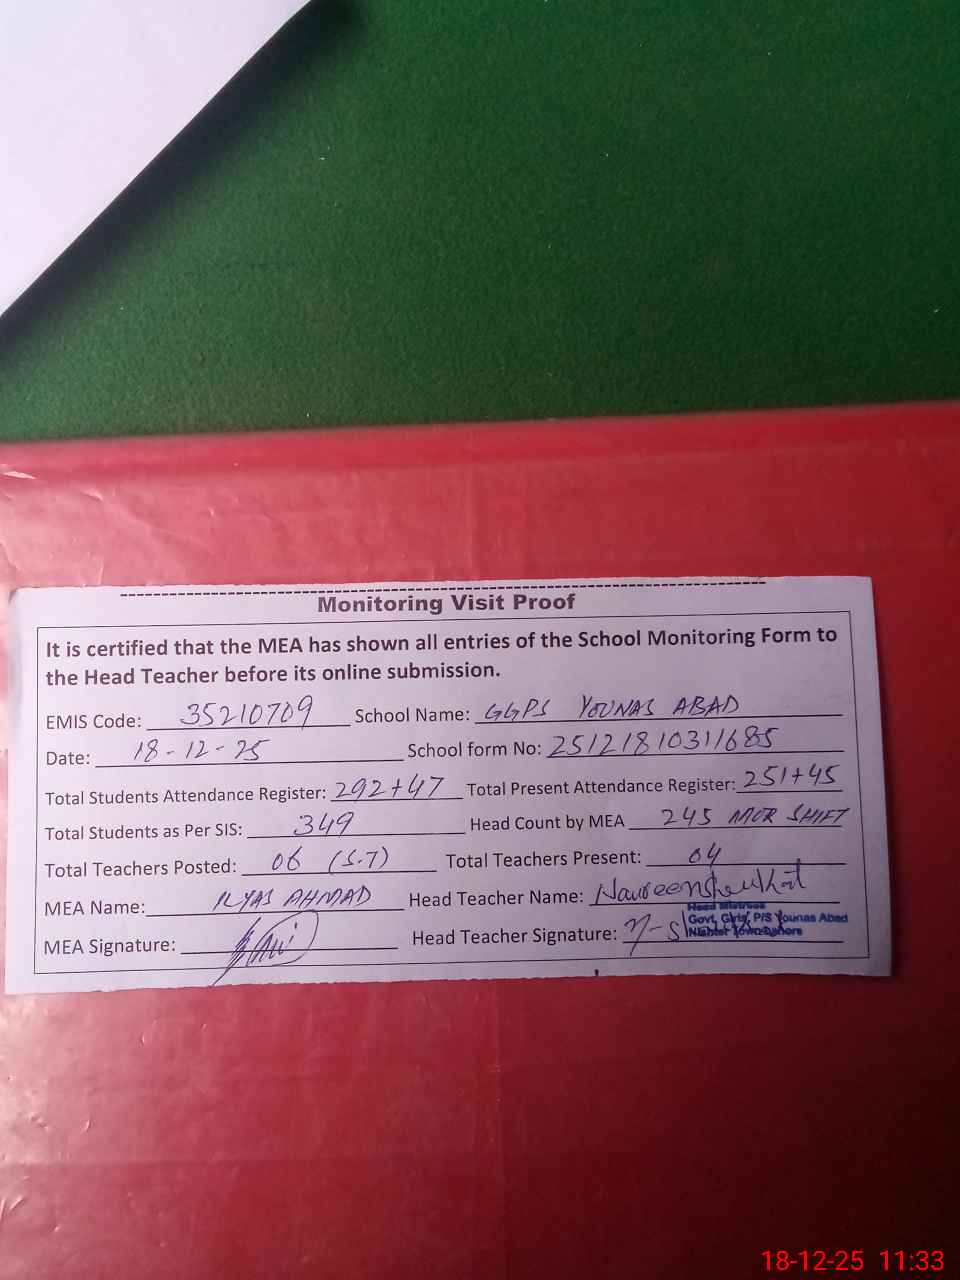 Monitoring Visit Proof
It is certified that the MEA has shown all entries of the School Monitoring Form to
the Head Teacher before its online submission.
EMIS Code: 35210709 School Name: GGPS YOUNAS ABAD
Date: 18-12-25 School form No: 25121810311685
Total Students Attendance Register: 292+47 Total Present Attendance Register: 251+45
Total Students as Per SIS: 349 Head Count by MEA 245 MOR SHIFT
Total Teachers Posted: 06 (S.T) Total Teachers Present: 04
MEA Name: ILYAS AHMAD Head Teacher Name: Naureen
Head Mistress
MEA Signature: Head Teacher Signature: Govt, Girls, P/S Younas Abad
Nishter Town Lahore
18-12-25 11:33